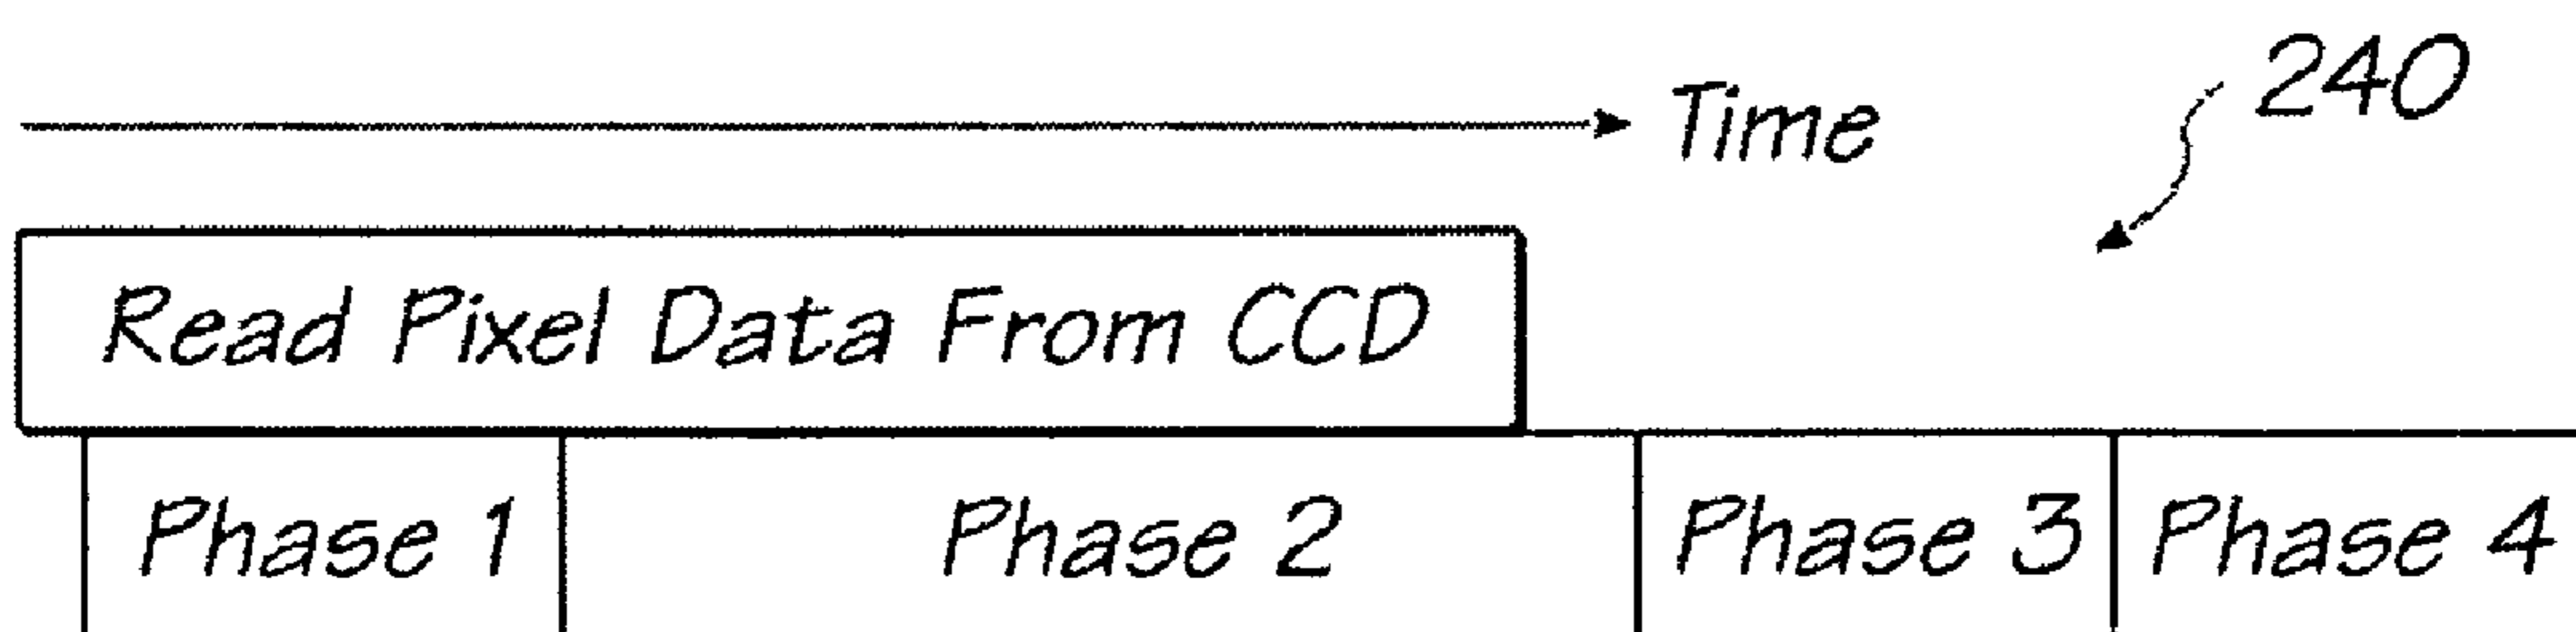 240
Time
Read Pixel Data From CCD
Phase 1 Phase 2 Phase 3 Phase 4